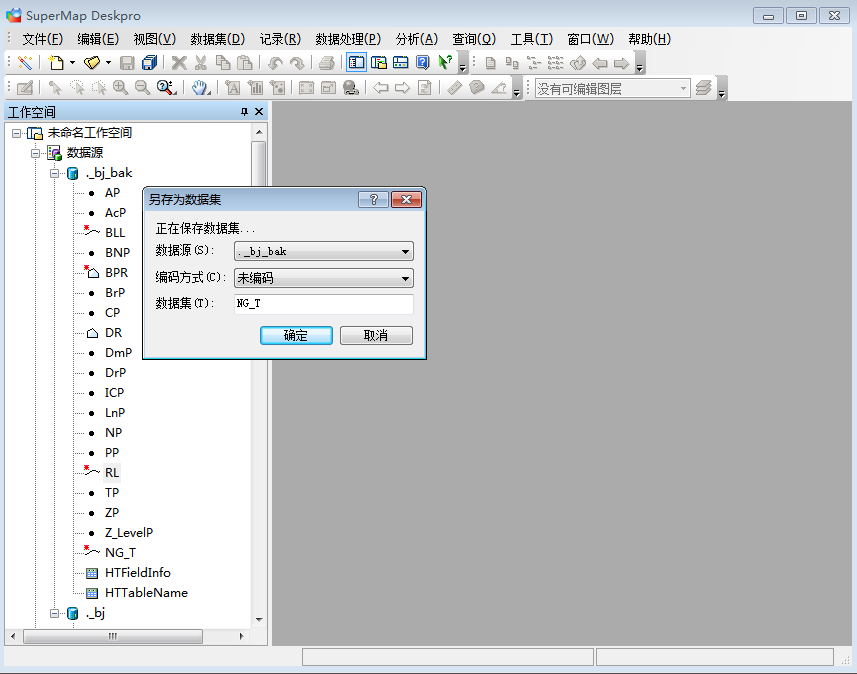 SuperMap Deskpro
文件(F) 编辑(E) 视图(V) 数据集(D) 记录(R) 数据处理(P) 分析(A) 查询(Q) 工具(T) 窗口(W) 帮助(H)
没有可编辑图层
工作空间
未命名工作空间
数据源
._bj_bak
AP
AcP
BLL
BNP
BPR
BrP
CP
DR
DmP
DrP
ICP
LnP
NP
PP
RL
TP
ZP
Z_LevelP
NG_T
HTFieldInfo
HTTableName
._bj
另存为数据集
正在保存数据集...
数据源(S): ._bj_bak
编码方式(C): 未编码
数据集(T): NG_T
确定 取消